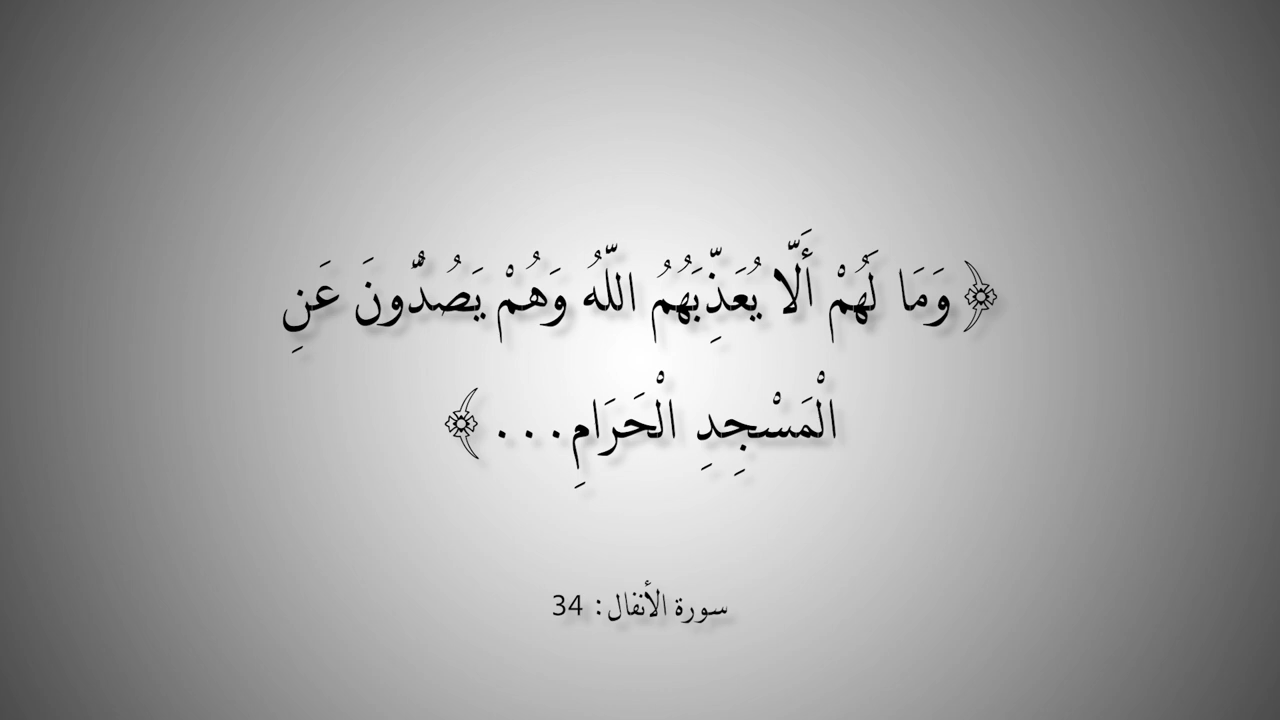 ﴿ وَمَا لَهُمْ أَلَّا يُعَذِّبَهُمُ اللَّهُ وَهُمْ يَصُدُّونَ عَنِ
الْمَسْجِدِ الْحَرَامِ... ﴾
سورة الأنفال: 34